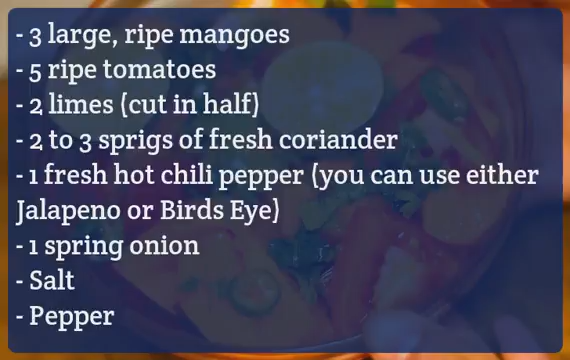 - 3 large, ripe mangoes
- 5 ripe tomatoes
- 2 limes (cut in half)
- 2 to 3 sprigs of fresh coriander
- 1 fresh hot chili pepper (you can use either
Jalapeno or Birds Eye)
- 1 spring onion
- Salt
- Pepper